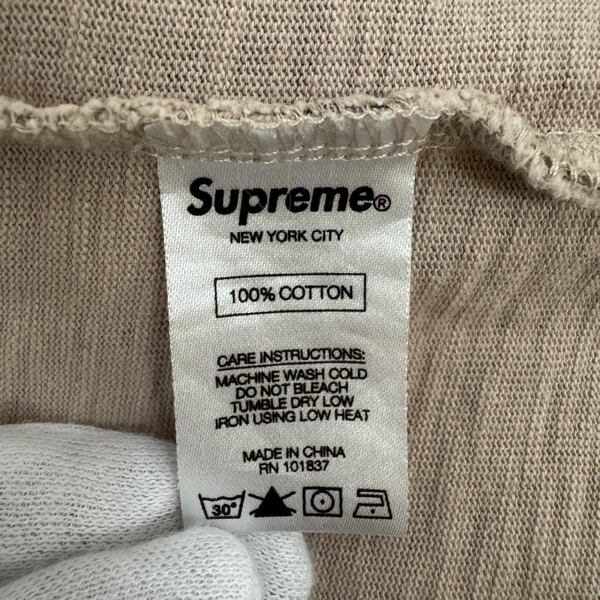 Supreme®
NEW YORK CITY
100% COTTON
CARE INSTRUCTIONS:
MACHINE WASH COLD
DO NOT BLEACH
TUMBLE DRY LOW
IRON USING LOW HEAT
MADE IN CHINA
RN 101837
30°